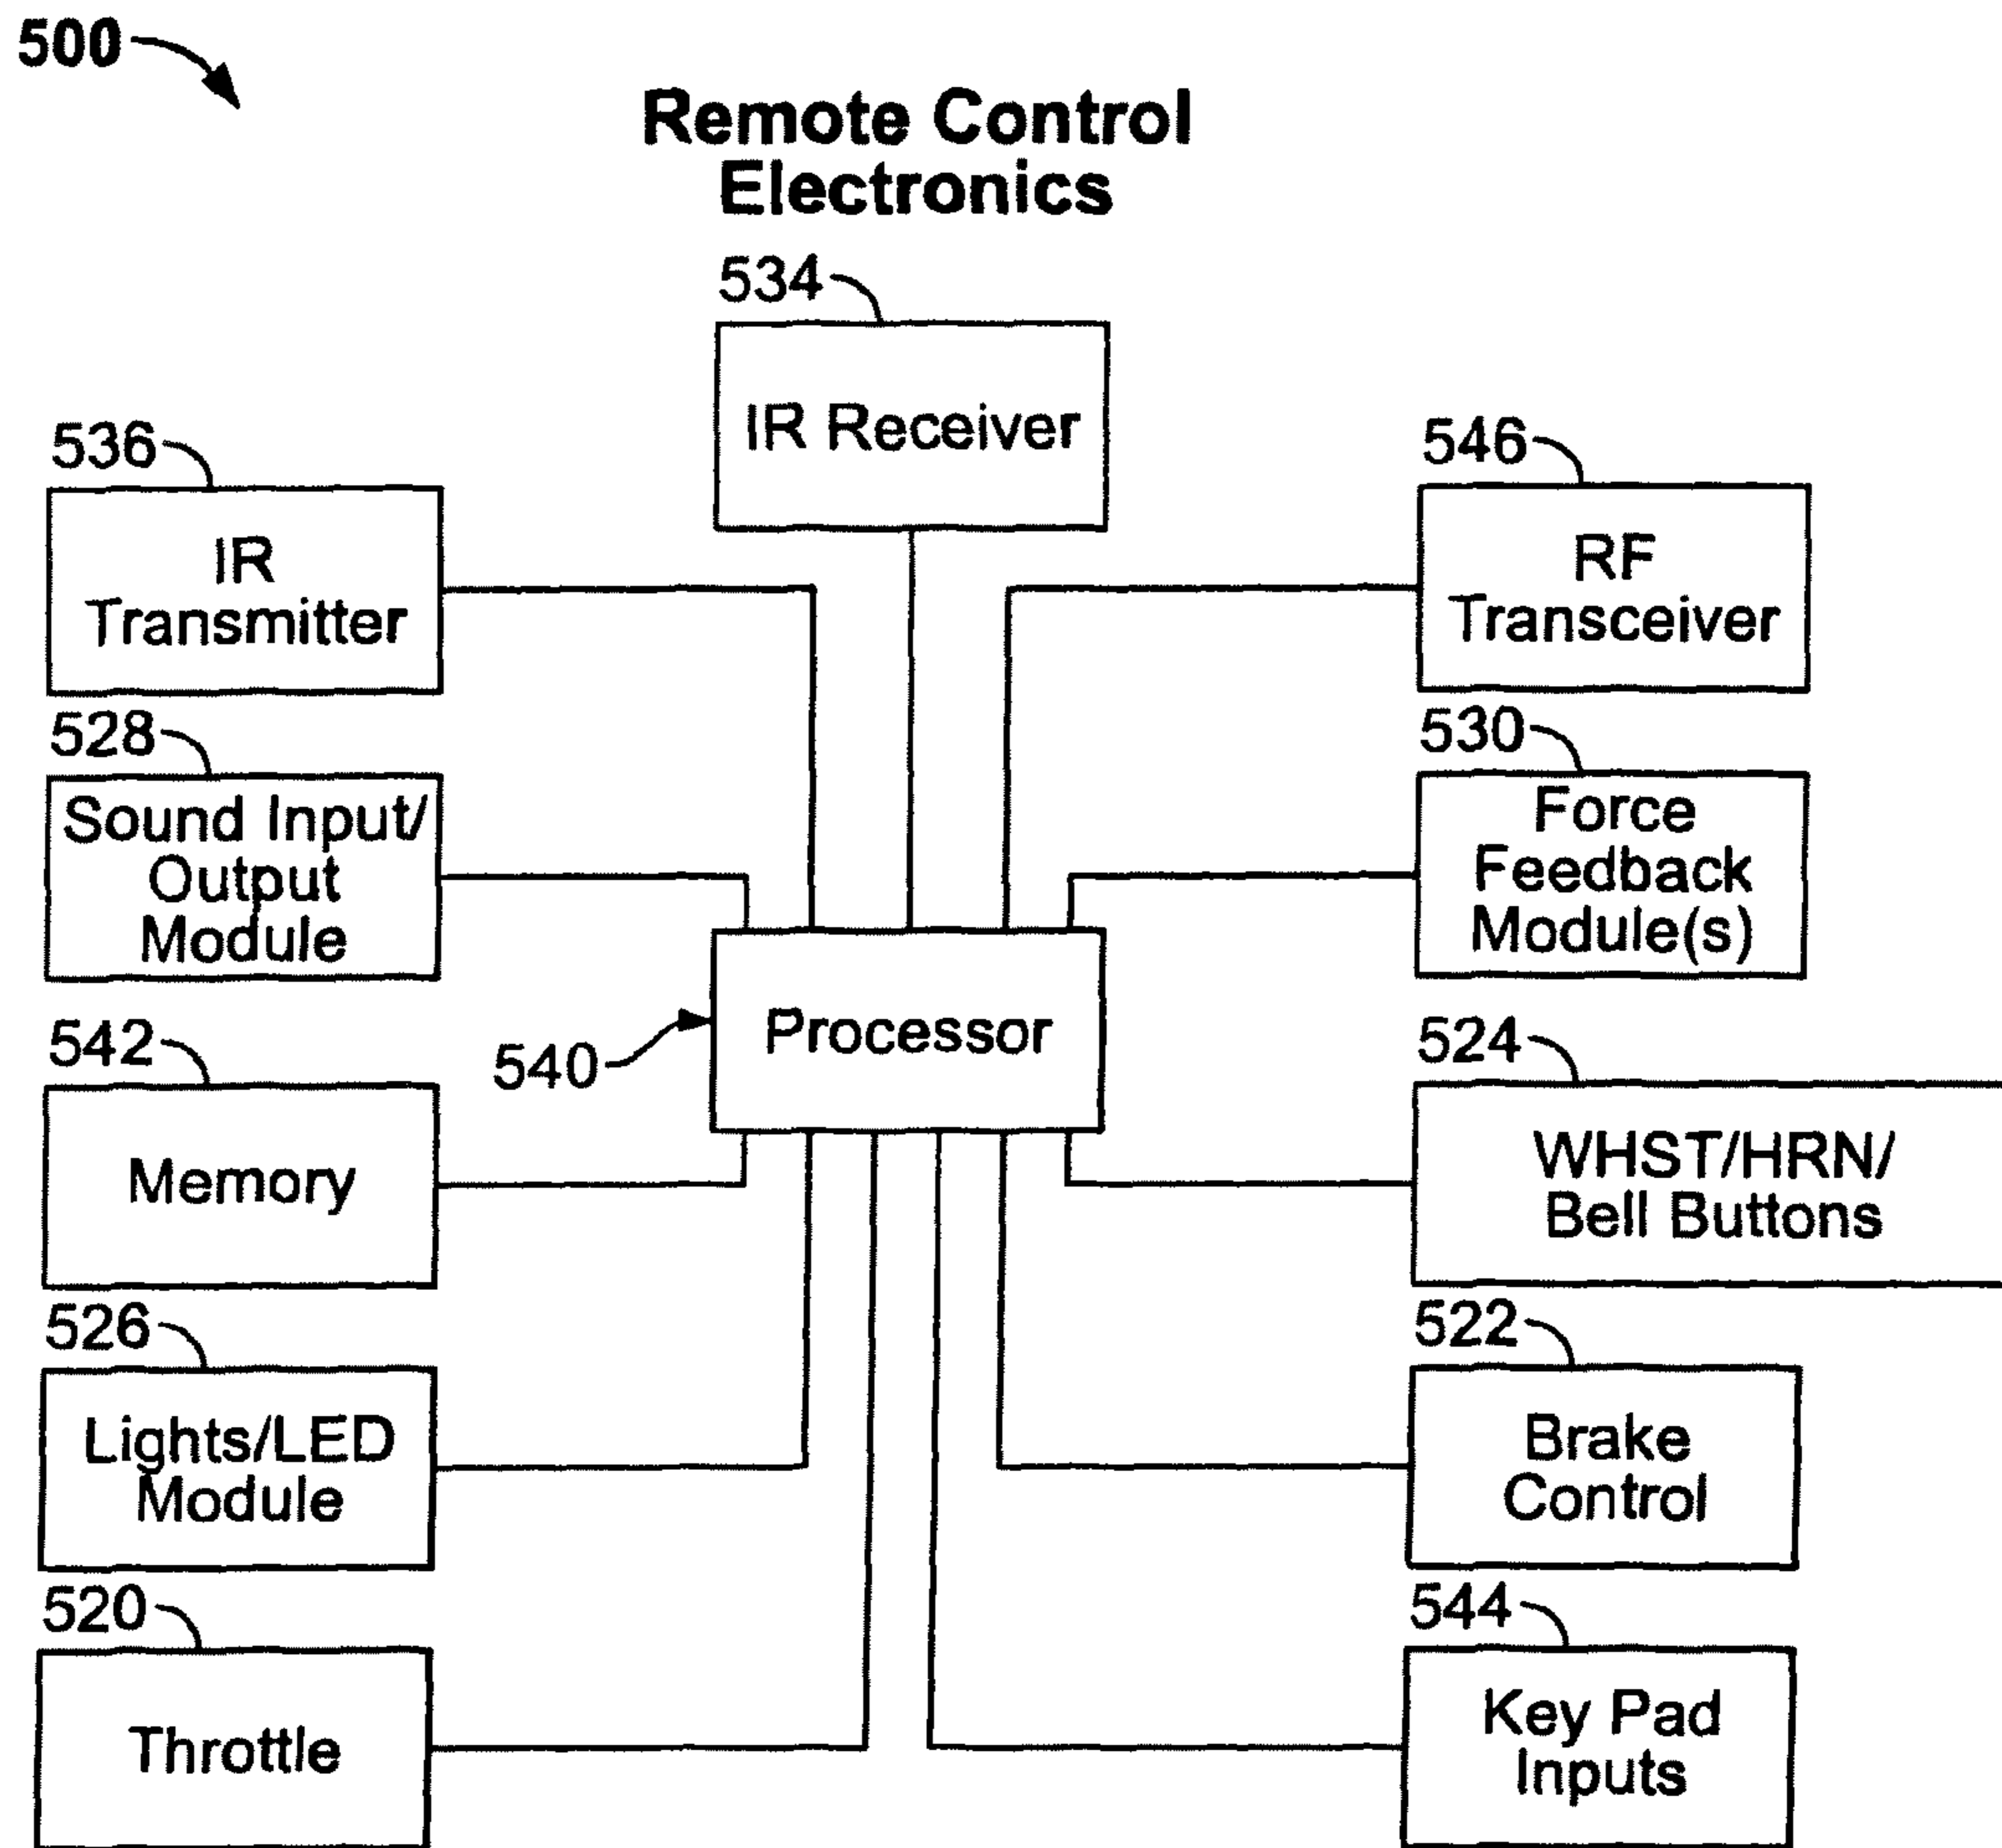 500
Remote Control
Electronics
534
IR Receiver
536
IR
Transmitter
546
RF
Transceiver
528
Sound Input/
Output
Module
530
Force
Feedback
Module(s)
540
Processor
542
Memory
524
WHST/HRN/
Bell Buttons
526
Lights/LED
Module
522
Brake
Control
520
Throttle
544
Key Pad
Inputs